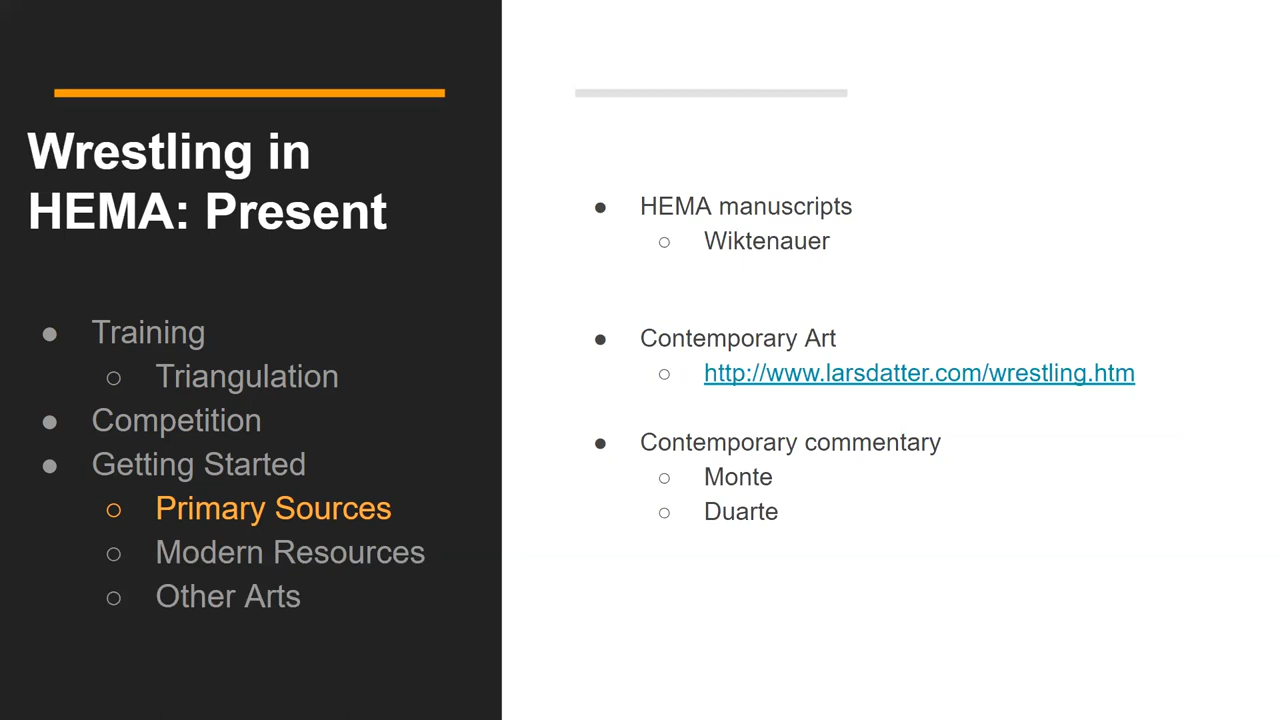 Wrestling in
HEMA: Present
● Training
○ Triangulation
● Competition
● Getting Started
○ Primary Sources
○ Modern Resources
○ Other Arts
● HEMA manuscripts
○ Wiktenauer
● Contemporary Art
○ http://www.larsdatter.com/wrestling.htm
● Contemporary commentary
○ Monte
○ Duarte